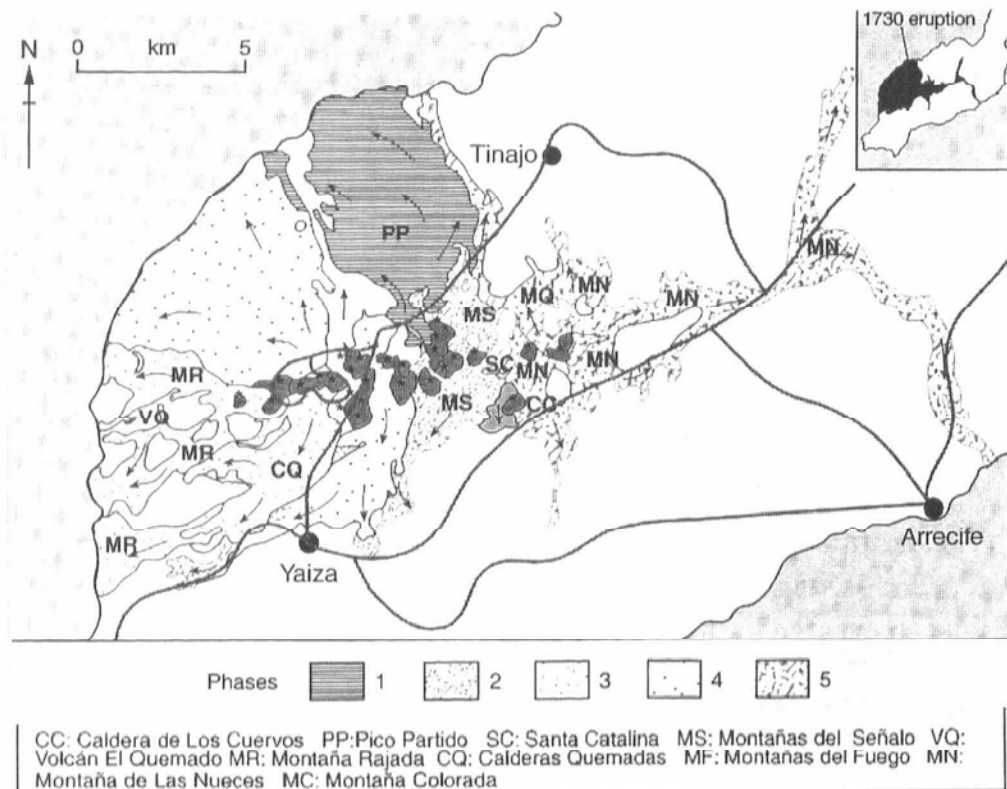 1730 eruption
N
0 km 5
Tinajo
PP
MN
MQ
MN
MN
MS
SC
MN
MN
MR
MS
CC
VQ
MR
CQ
MR
Yaiza
Arrecife
Phases 1 2 3 4 5
CC: Caldera de Los Cuervos PP:Pico Partido SC: Santa Catalina MS: Montañas del Señalo VQ:
Volcán El Quemado MR: Montaña Rajada CQ: Calderas Quemadas MF: Montañas del Fuego MN:
Montaña de Las Nueces MC: Montaña Colorada